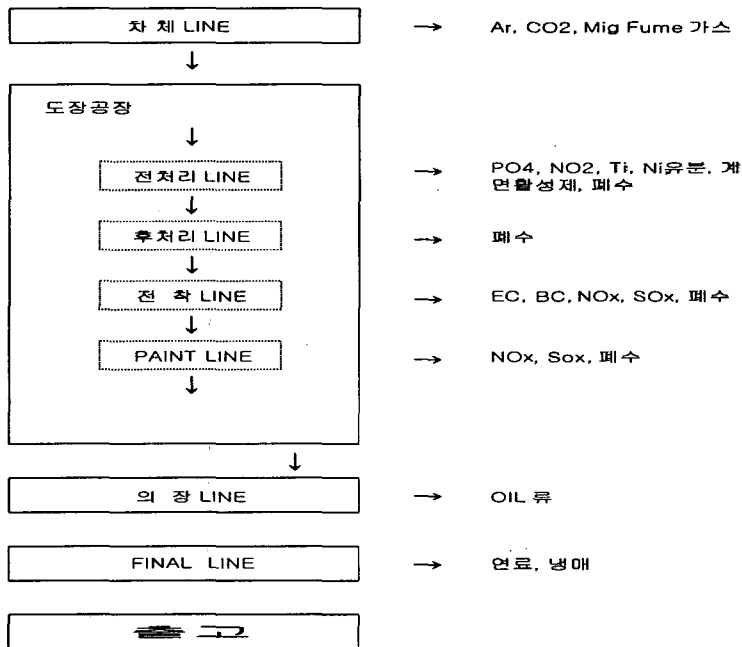 차 체 LINE → Ar, CO2, Mig Fume 가스
↓
도장공장
↓
전처리 LINE → PO4, NO2, Ti, Ni유분, 계
면활성제, 폐수
↓
후처리 LINE → 폐수
↓
전 착 LINE → EC, BC, NOx, SOx, 폐수
↓
PAINT LINE → NOx, Sox, 폐수
↓
↓
의 장 LINE → OIL 류
FINAL LINE → 연료, 냉매
출 고